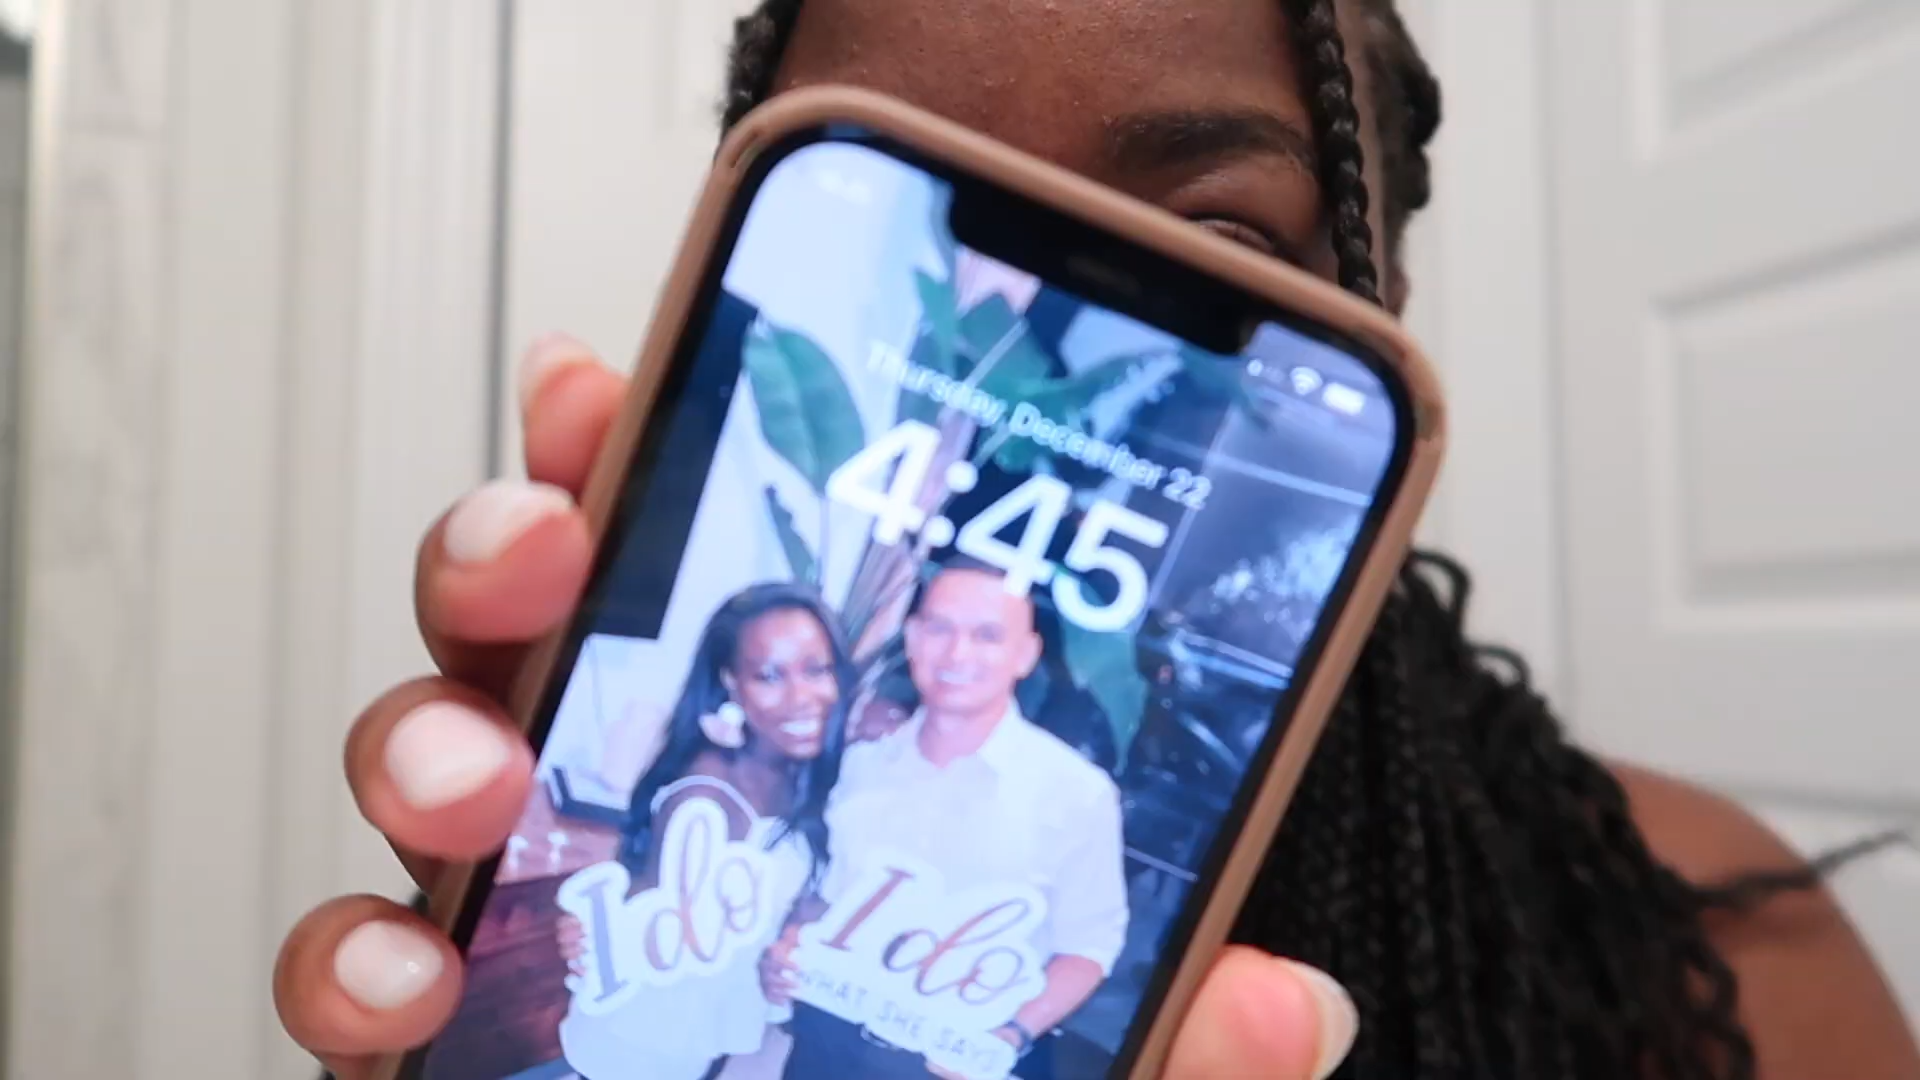 Thursday, December 22
4:45
I do
I do
WHAT SHE SAYS